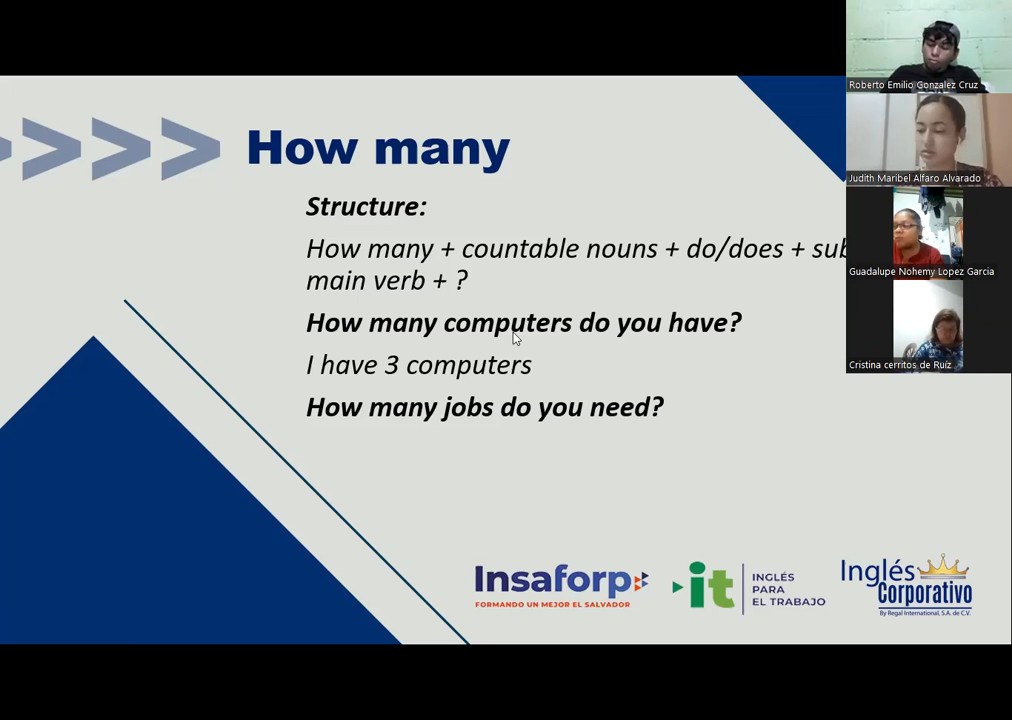 How many
Structure:
How many + countable nouns + do/does + sub
main verb + ?
How many computers do you have?
I have 3 computers
How many jobs do you need?
Roberto Emilio Gonzalez Cruz
Judith Maribel Alfaro Alvarado
Guadalupe Nohemy Lopez Garcia
Cristina cerritos de Ruíz
Insaforp
FORMANDO UN MEJOR EL SALVADOR
it
INGLÉS
PARA
EL TRABAJO
Inglés
Corporativo
By Regal International, S.A. de C.V.